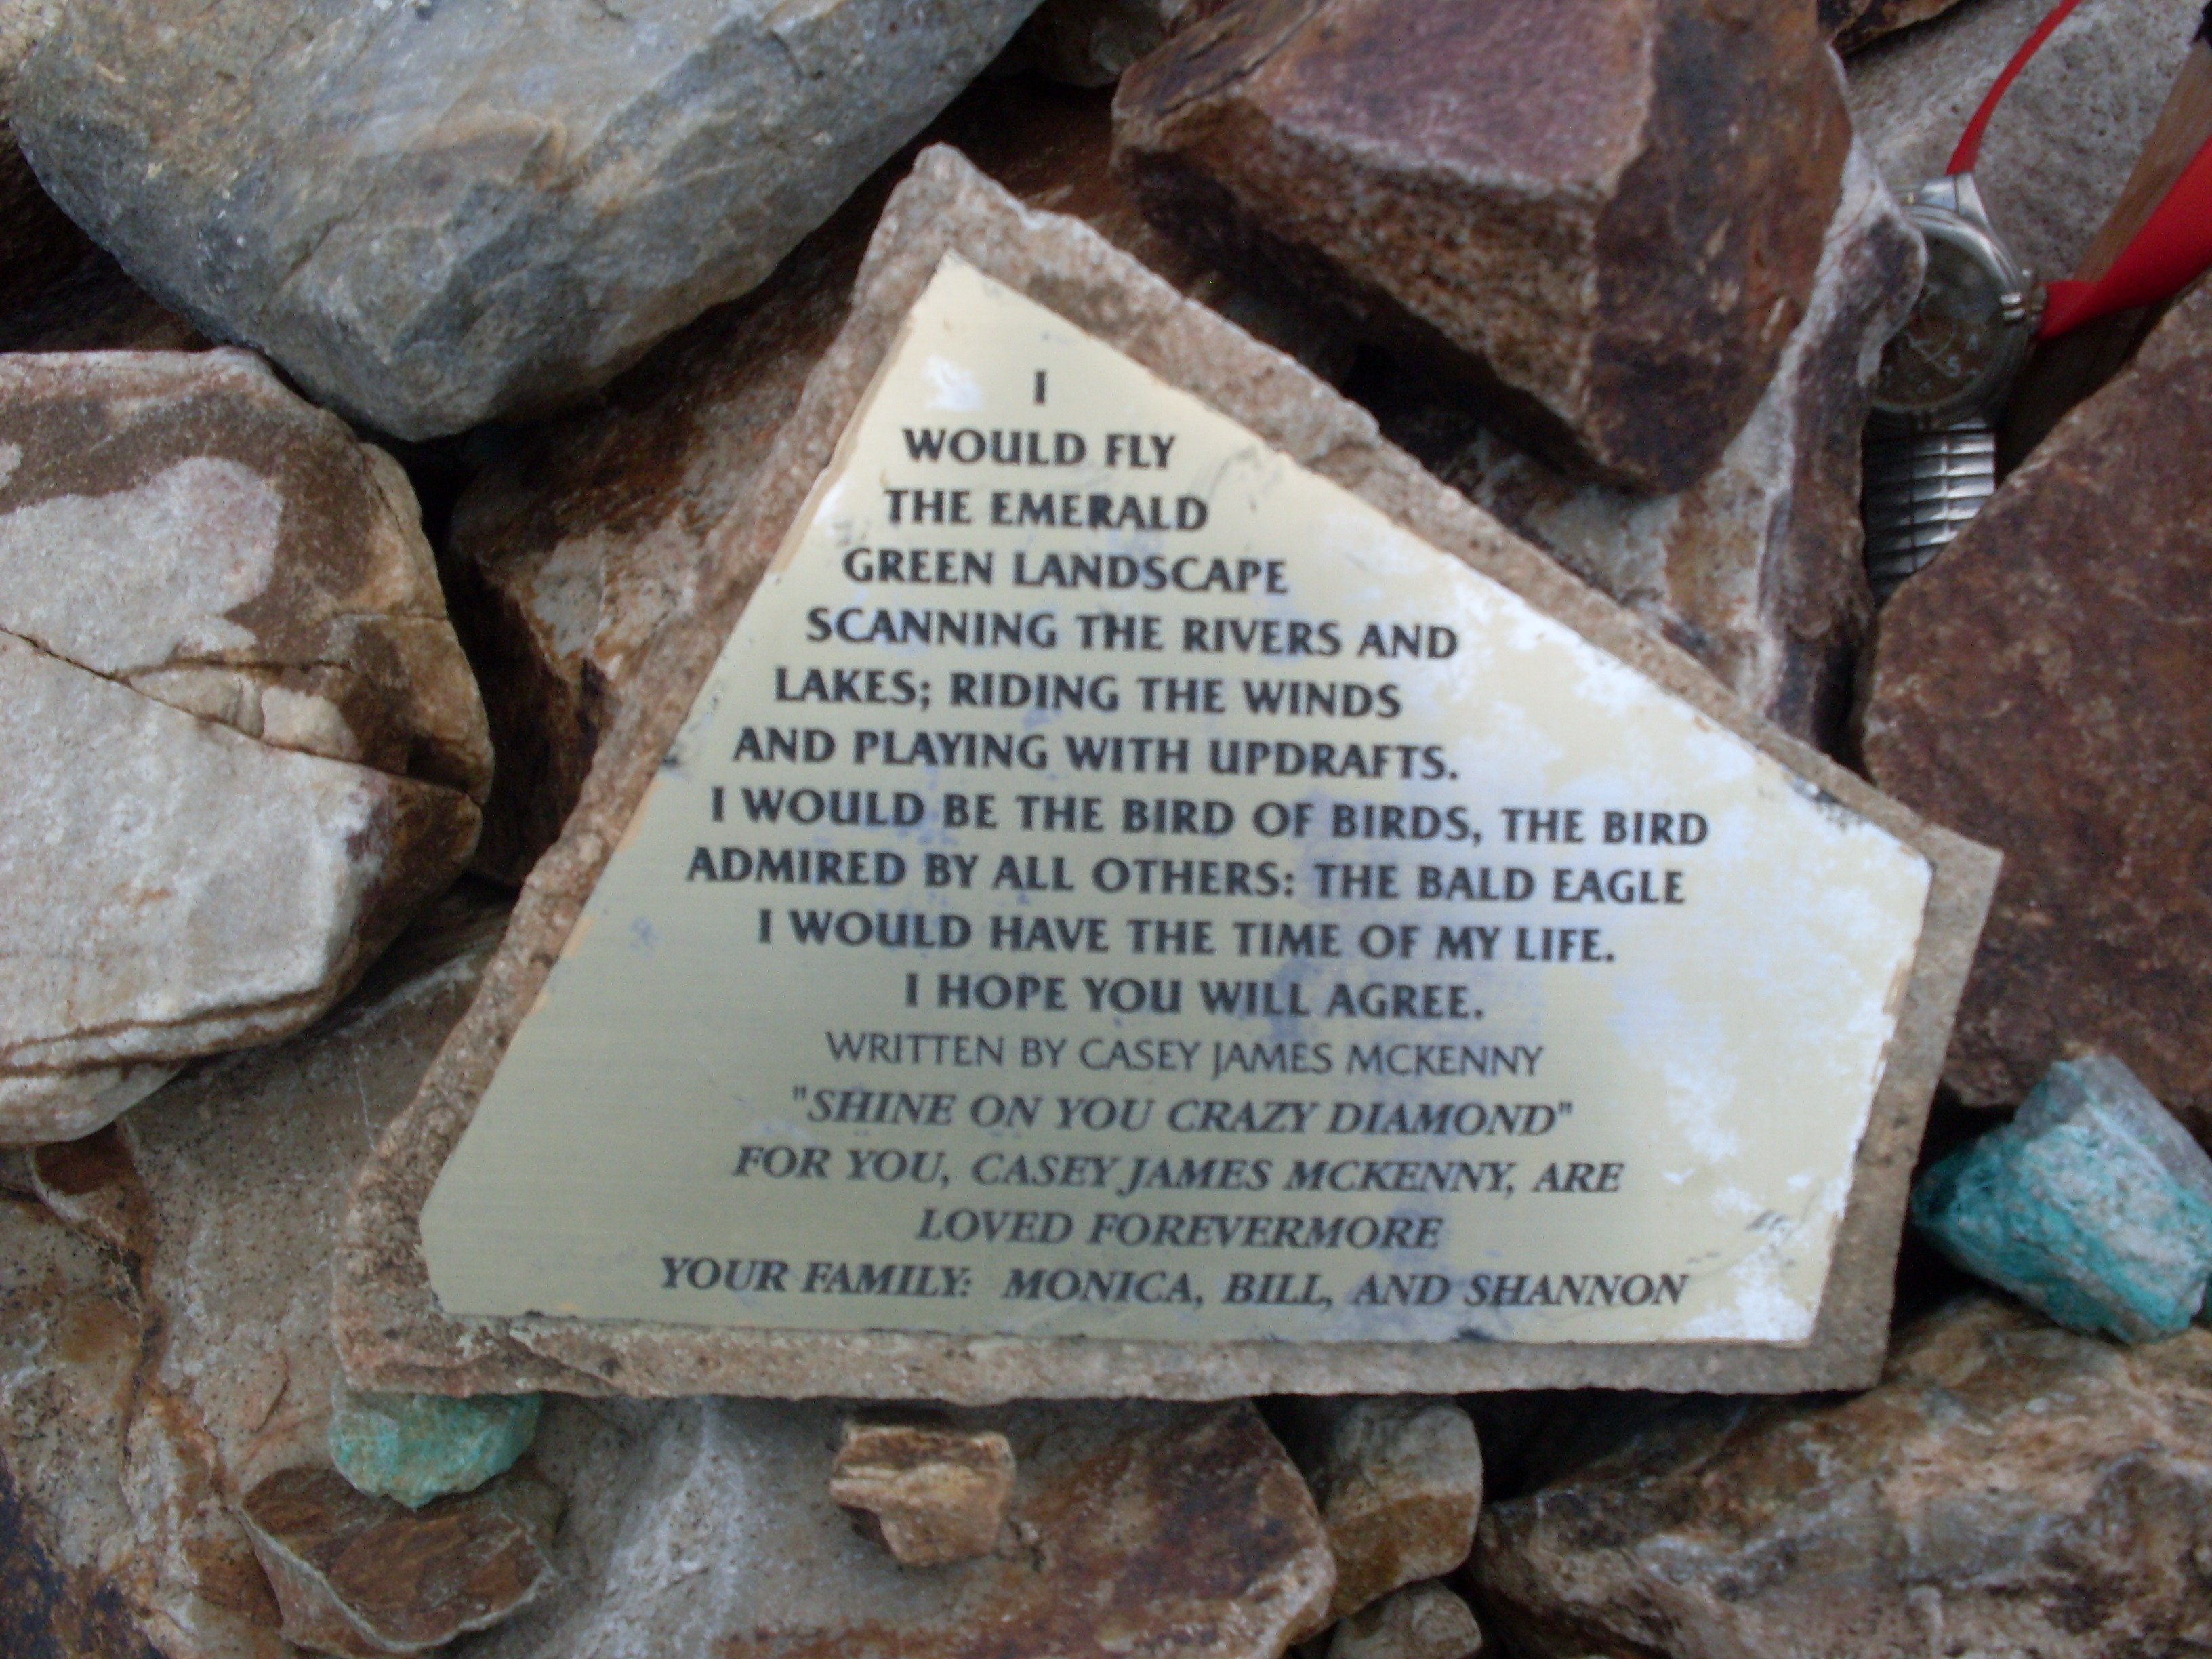 I
WOULD FLY
THE EMERALD
GREEN LANDSCAPE
SCANNING THE RIVERS AND
LAKES; RIDING THE WINDS
AND PLAYING WITH UPDRAFTS.
I WOULD BE THE BIRD OF BIRDS, THE BIRD
ADMIRED BY ALL OTHERS: THE BALD EAGLE
I WOULD HAVE THE TIME OF MY LIFE.
I HOPE YOU WILL AGREE.
WRITTEN BY CASEY JAMES MCKENNY
"SHINE ON YOU CRAZY DIAMOND"
FOR YOU, CASEY JAMES MCKENNY, ARE
LOVED FOREVERMORE
YOUR FAMILY: MONICA, BILL, AND SHANNON